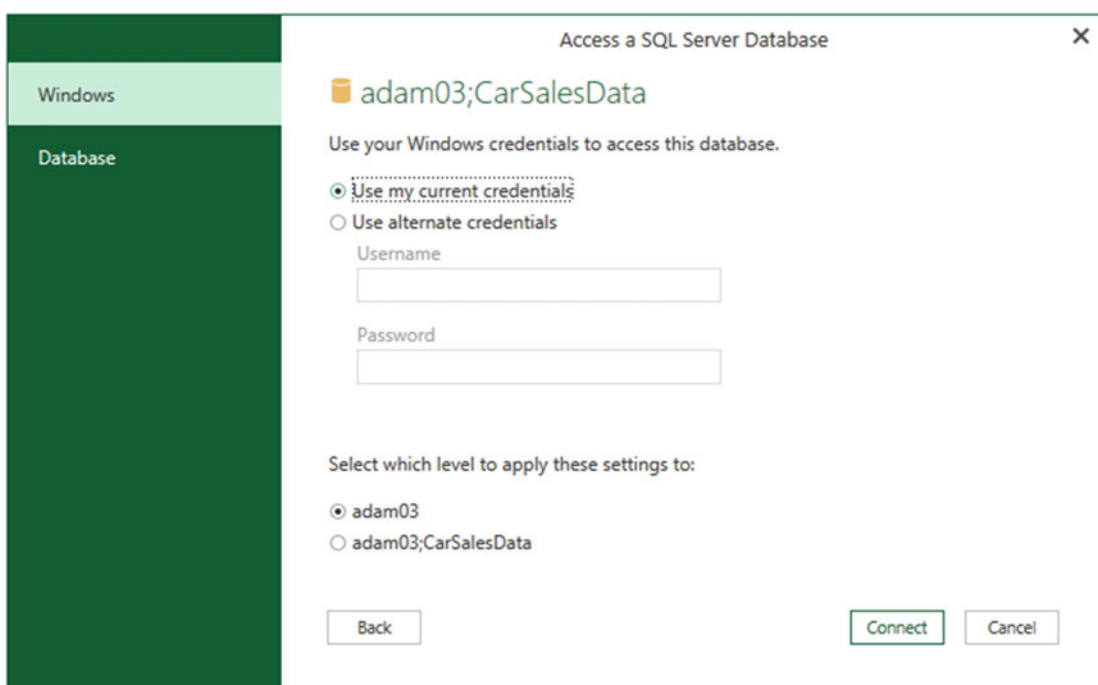 Access a SQL Server Database
Windows
Database
adam03;CarSalesData
Use your Windows credentials to access this database.
Use my current credentials
Use alternate credentials
Username
Password
Select which level to apply these settings to:
adam03
adam03;CarSalesData
Back
Connect
Cancel